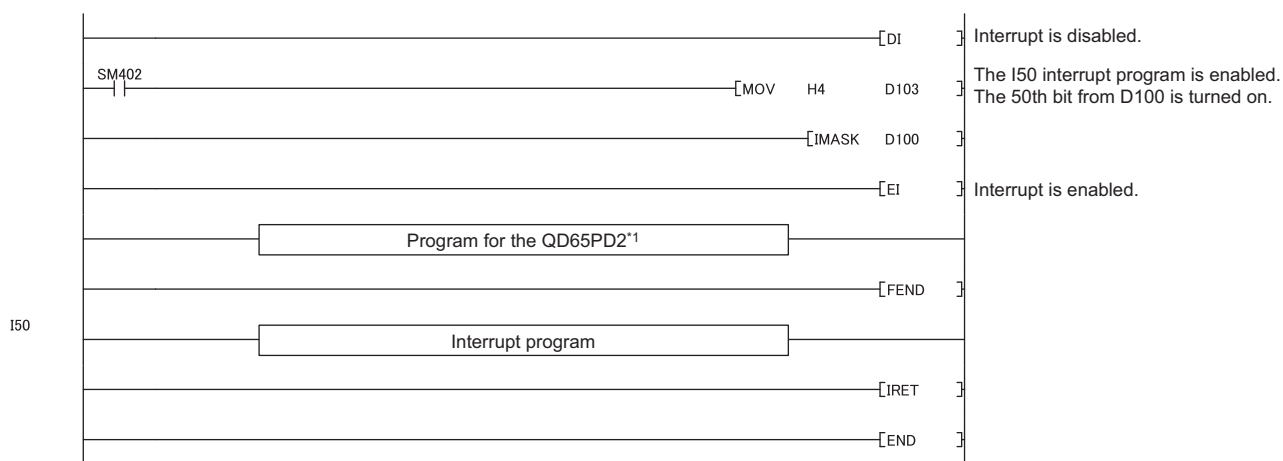 [DI ] Interrupt is disabled.
SM402
[MOV H4 D103 ] The I50 interrupt program is enabled.
The 50th bit from D100 is turned on.
[IMASK D100 ]
[EI ] Interrupt is enabled.
Program for the QD65PD2*1
[FEND ]
I50
Interrupt program
[IRET ]
[END ]